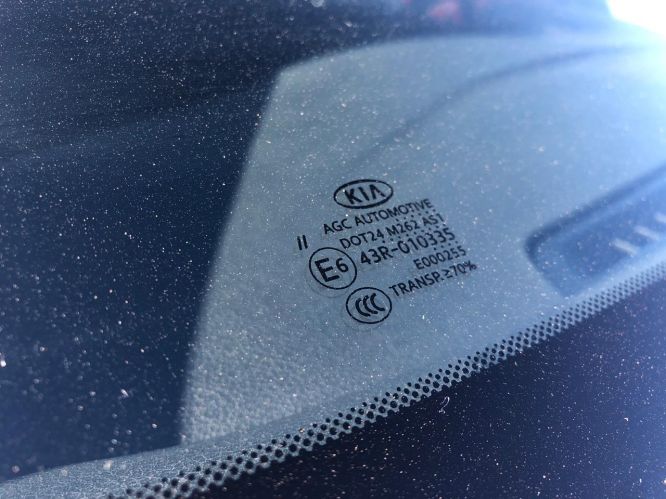 KIA
AGC AUTOMOTIVE
II
DOT24 M262 AS1
E6 43R-010335
E000255
CCC TRANSP.≥70%